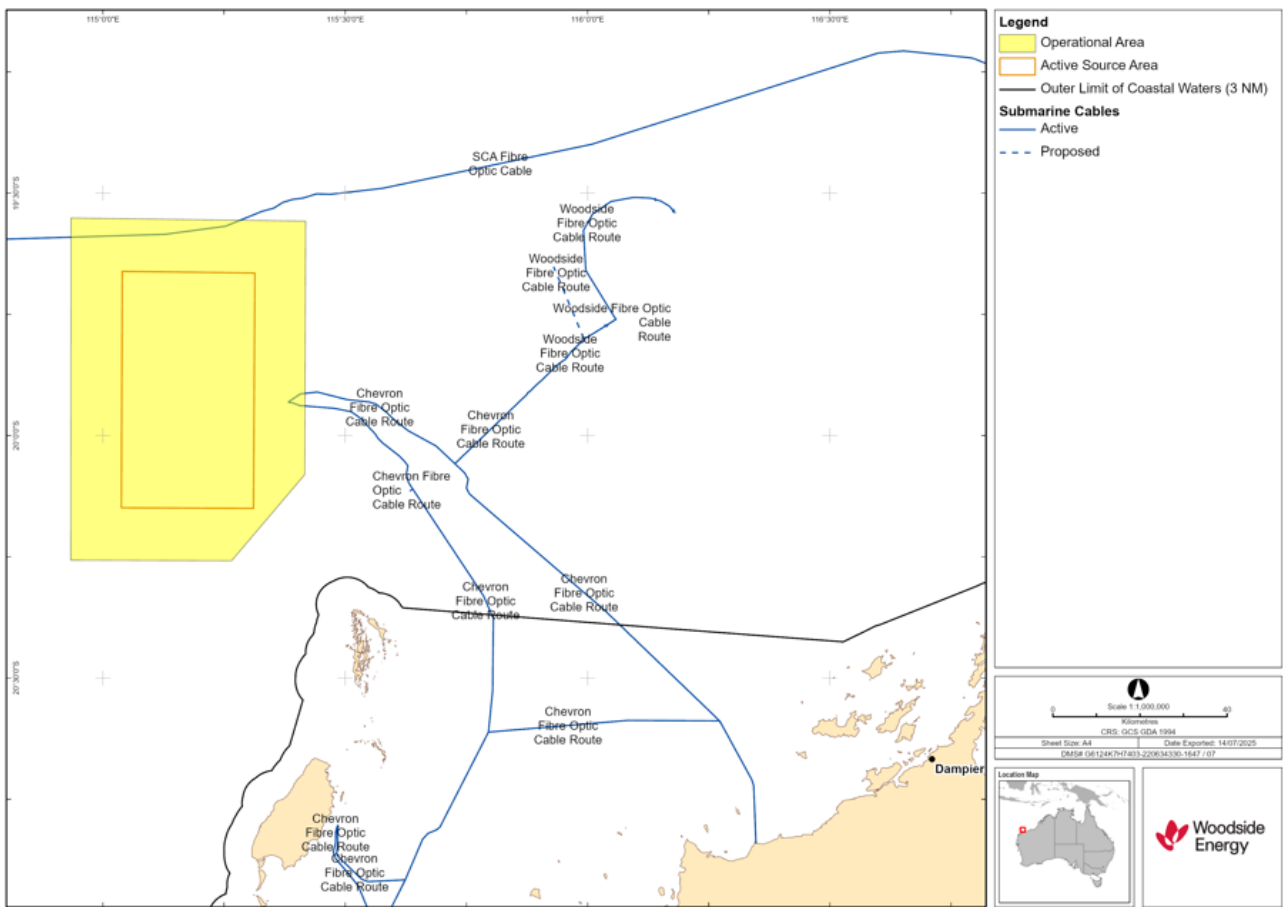 115°0'0"E
115°30'0"E
116°0'0"E
116°30'0"E
19°30'0"S
20°0'0"S
20°30'0"S
SCA Fibre
Optic Cable
Woodside
Fibre Optic
Cable Route
Woodside
Fibre Optic
Cable Route
Woodside Fibre Optic
Cable
Route
Woodside
Fibre Optic
Cable Route
Chevron
Fibre Optic
Cable Route
Chevron
Fibre Optic
Cable Route
Chevron Fibre
Optic
Cable Route
Chevron
Fibre Optic
Cable Route
Chevron
Fibre Optic
Cable Route
Chevron
Fibre Optic
Cable Route
Dampier
Chevron
Fibre Optic
Cable Route
Chevron
Fibre Optic
Cable Route
Legend
Operational Area
Active Source Area
Outer Limit of Coastal Waters (3 NM)
Submarine Cables
Active
Proposed
Scale 1:1,000,000
0 40
Kilometres
CRS: GCS GDA 1994
Sheet Size: A4 Date Exported: 14/07/2025
DMS# G6124K7H7403-220634330-1647 / 07
Location Map
Woodside
Energy